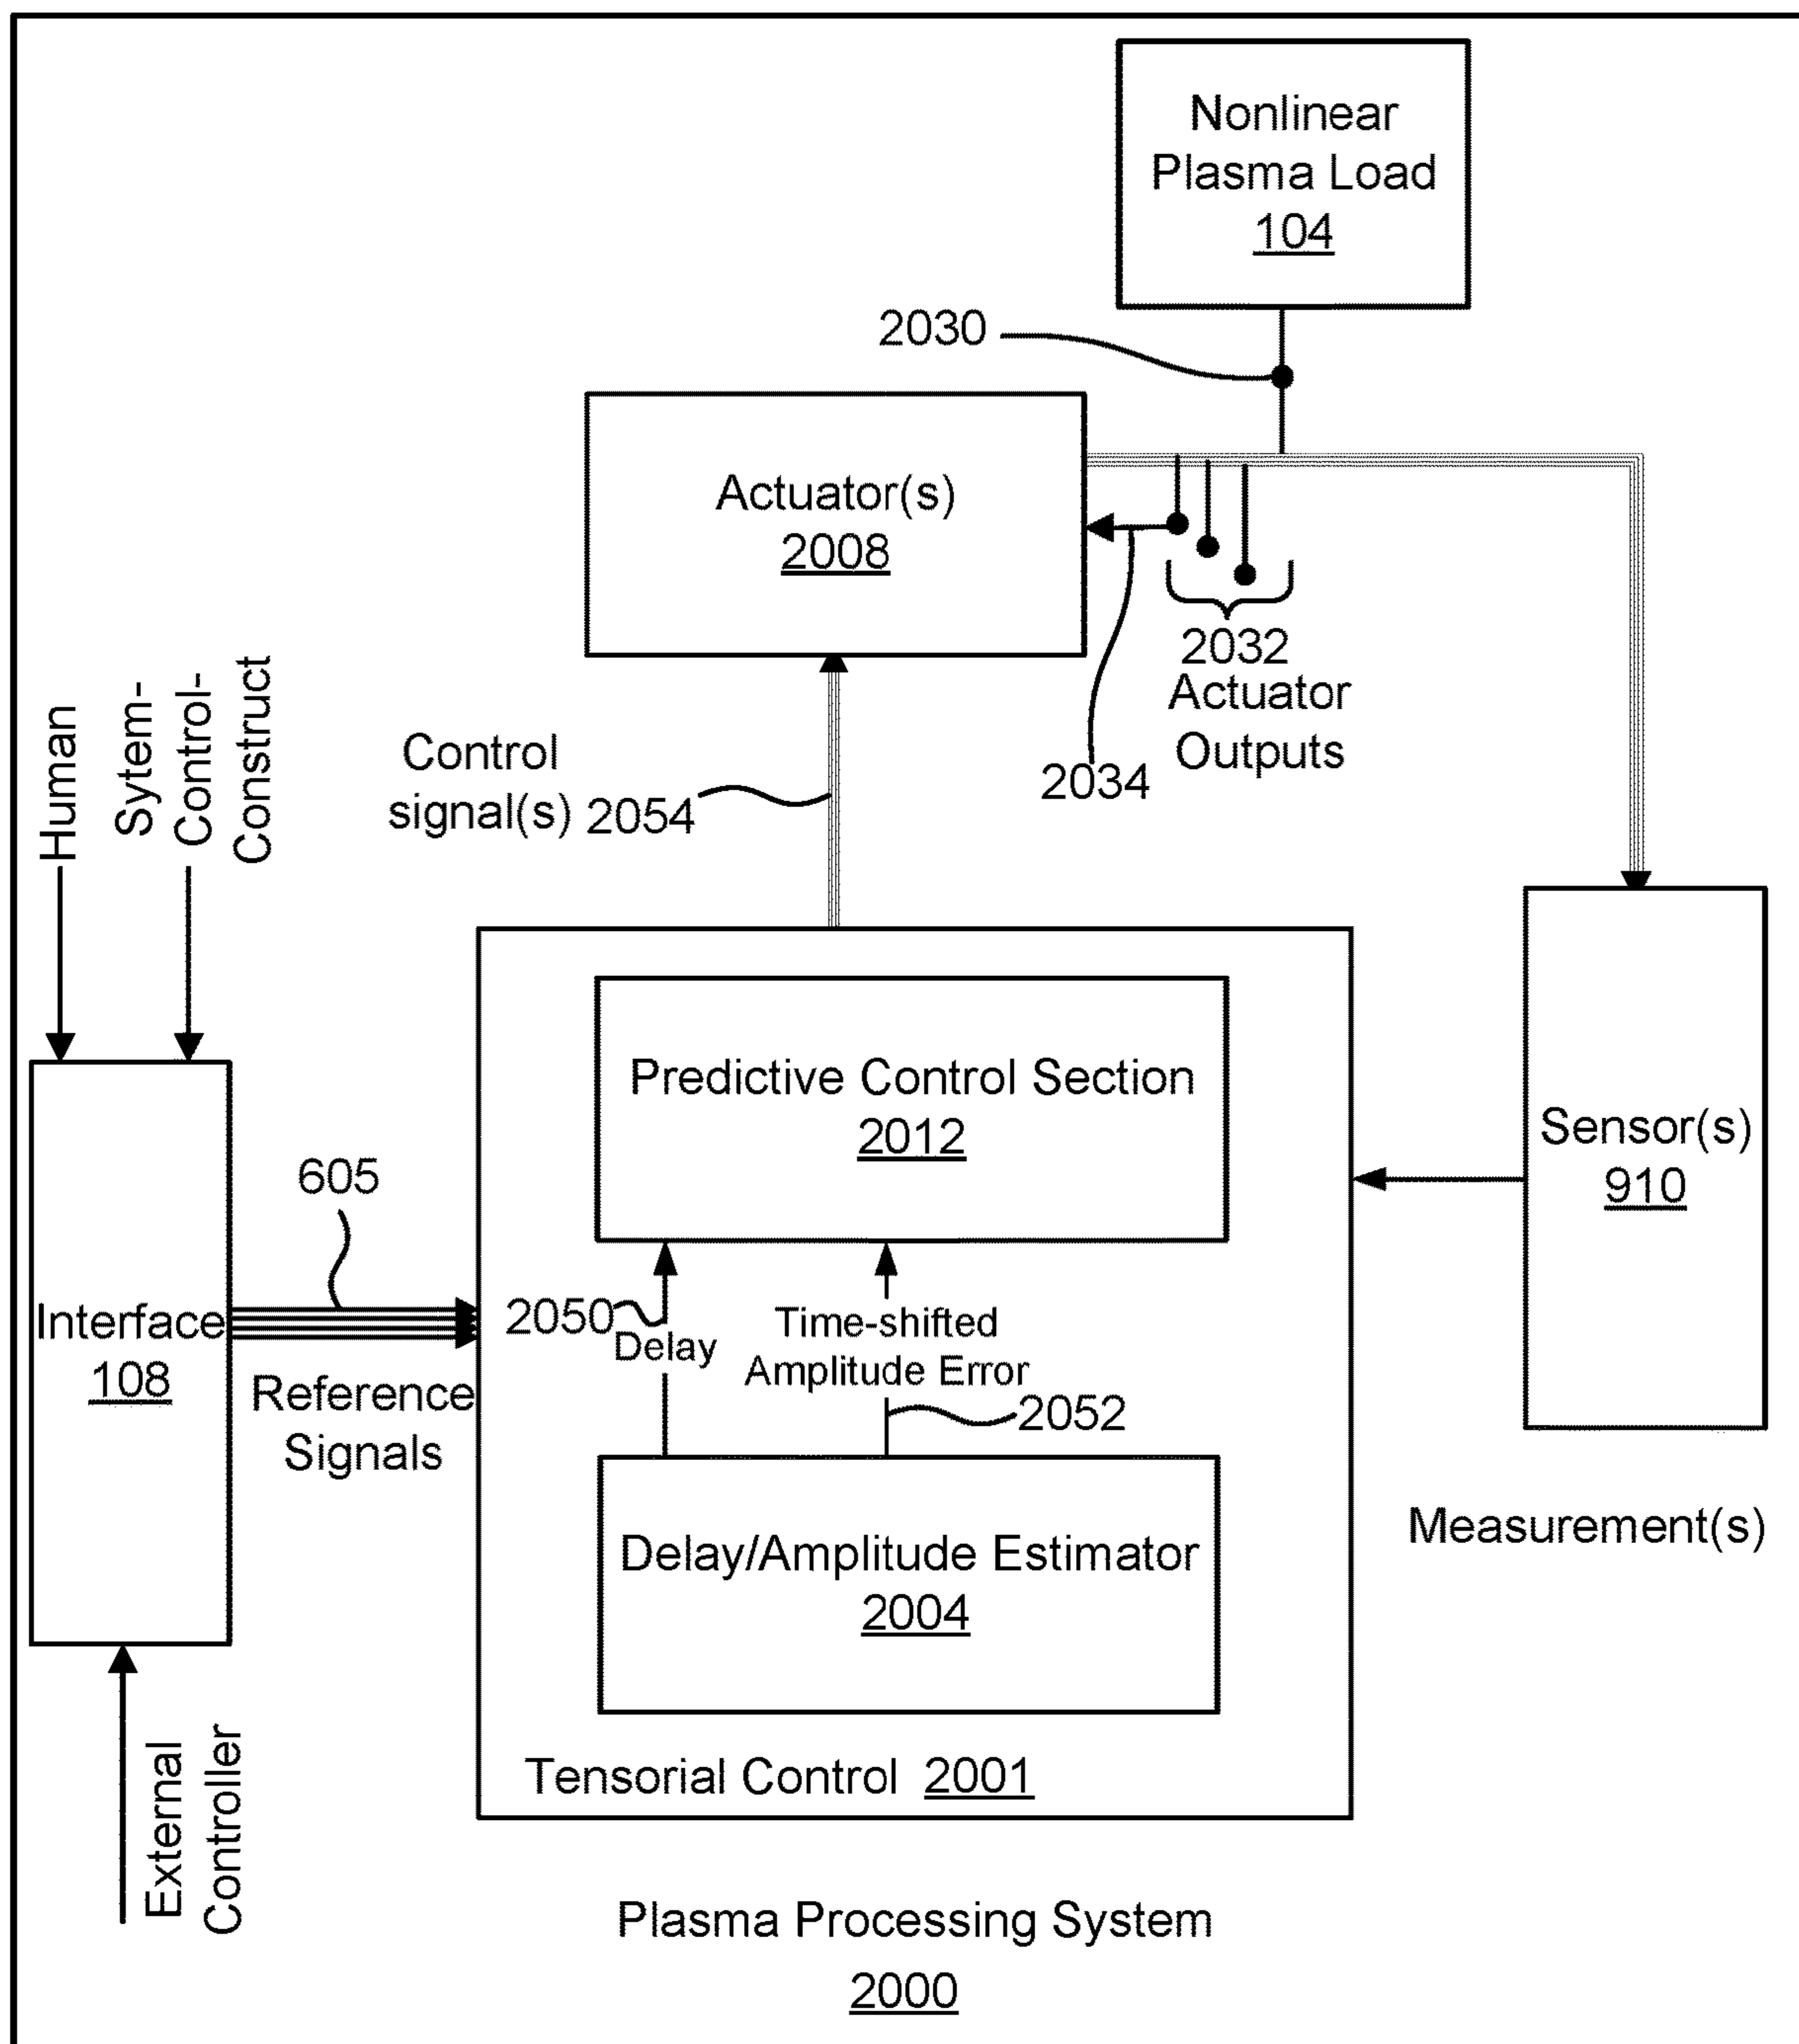 Nonlinear
Plasma Load
104
2030
Actuator(s)
2008
2032
Actuator
Outputs
2034
Control
signal(s) 2054
Human
Sytem-
Control-
Construct
Predictive Control Section
2012
Sensor(s)
910
605
Interface
108
Reference
Signals
2050
Delay
Time-shifted
Amplitude Error
2052
Measurement(s)
Delay/Amplitude Estimator
2004
Tensorial Control 2001
External
Controller
Plasma Processing System
2000